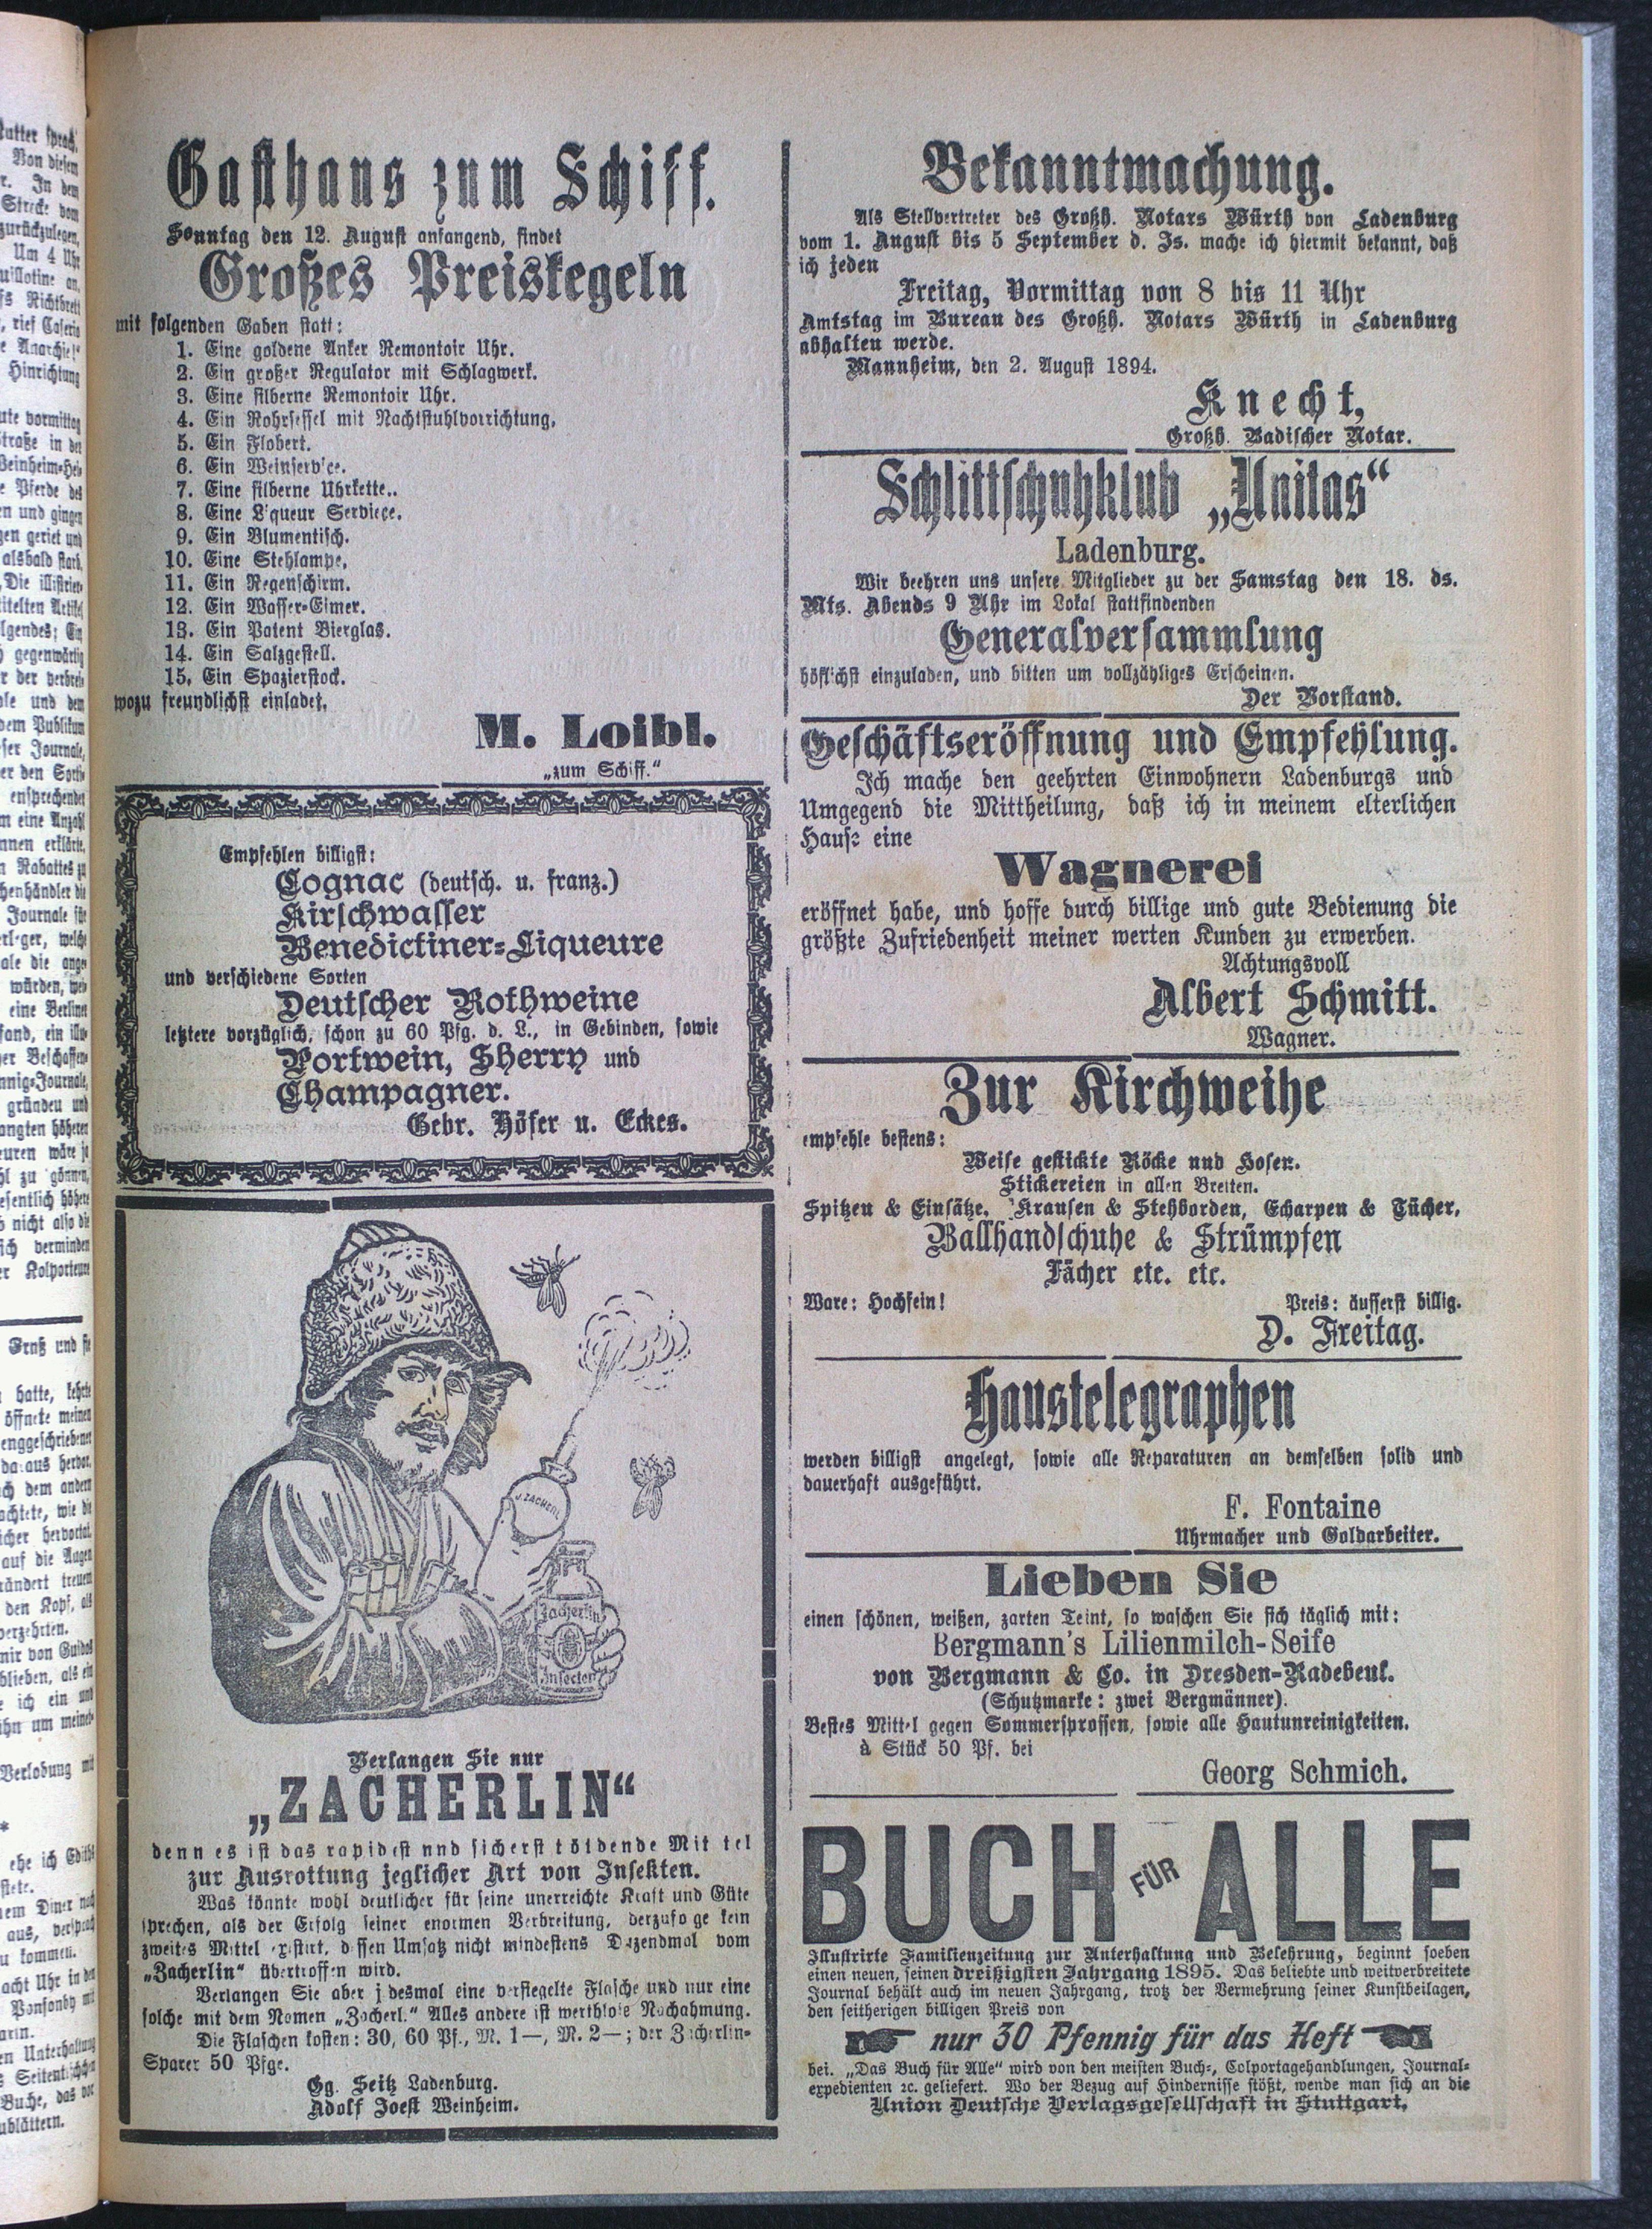 Gasthaus zum Schiff.
Sonntag den 12. August anfangend, findet
Großes Preiskegeln
mit folgenden Gaben statt:
1. Eine goldene Anker Remontoir Uhr.
2. Ein großer Regulator mit Schlagwerk.
3. Eine silberne Remontoir Uhr.
4. Ein Rohrsessel mit Nachtstuhlvorrichtung.
5. Ein Flobert.
6. Ein Weinservice.
7. Eine silberne Uhrkette..
8. Eine Liqueur Serviece.
9. Ein Blumentisch.
10. Eine Stehlampe.
11. Ein Regenschirm.
12. Ein Wasser-Eimer.
13. Ein Patent Bierglas.
14. Ein Salzgestell.
15. Ein Spazierstock.
wozu freundlichst einladet.
M. Loibl.
„zum Schiff.“
Empfehlen billigst:
Cognac (deutsch. u. franz.)
Kirschwasser
Benedictiner-Liqueure
und verschiedene Sorten
Deutscher Rothweine
letztere vorzüglich, schon zu 60 Pfg. d. L., in Gebinden, sowie
Portwein, Sherry und
Champagner.
Gebr. Höfer u. Eckes.
J. ZACHERL
Zacherlin
Insecten
Verlangen Sie nur
„ZACHERLIN“
denn es ist das rapidest und sicherst tödtende Mittel
zur Ausrottung jeglicher Art von Insekten.
Was könnte wohl deutlicher für seine unerreichte Kraft und Güte
sprechen, als der Erfolg seiner enormen Verbreitung, derzufolge kein
zweites Mittel existirt, dessen Umsatz nicht mindestens Dutzendmal vom
„Zacherlin“ übertroffen wird.
Verlangen Sie aber jedesmal eine versiegelte Flasche und nur eine
solche mit dem Namen „Zacherl.“ Alles andere ist werthlose Nachahmung.
Die Flaschen kosten: 30, 60 Pf., M. 1—, M. 2—; der Zacherlin-
Sparer 50 Pfge.
Gg. Seitz Ladenburg.
Adolf Joest Weinheim.
Bekanntmachung.
Als Stellvertreter des Großh. Notars Würth von Ladenburg
vom 1. August bis 5 September d. Js. mache ich hiermit bekannt, daß
ich jeden
Freitag, Vormittag von 8 bis 11 Uhr
Amtstag im Bureau des Großh. Notars Würth in Ladenburg
abhalten werde.
Mannheim, den 2. August 1894.
Knecht,
Großh. Badischer Notar.
Schlittschuhklub „Unitas“
Ladenburg.
Wir beehren uns unsere Mitglieder zu der Samstag den 18. ds.
Mts. Abends 9 Uhr im Lokal stattfindenden
Generalversammlung
höflichst einzuladen, und bitten um vollzähliges Erscheinen.
Der Vorstand.
Geschäftseröffnung und Empfehlung.
Ich mache den geehrten Einwohnern Ladenburgs und
Umgegend die Mittheilung, daß ich in meinem elterlichen
Hause eine
Wagnerei
eröffnet habe, und hoffe durch billige und gute Bedienung die
größte Zufriedenheit meiner werten Kunden zu erwerben.
Achtungsvoll
Albert Schmitt.
Wagner.
Zur Kirchweihe
empfehle bestens:
Weise gestickte Röcke und Hosen.
Stickereien in allen Breiten.
Spitzen & Einsätze, Krausen & Stehborden, Echarpen & Tücher,
Ballhandschuhe & Strümpfen
Fächer etc. etc.
Ware: Hochfein! Preis: äusserst billig.
D. Freitag.
Haustelegraphen
werden billigst angelegt, sowie alle Reparaturen an demselben solid und
dauerhaft ausgeführt.
F. Fontaine
Uhrmacher und Goldarbeiter.
Lieben Sie
einen schönen, weißen, zarten Teint, so waschen Sie sich täglich mit:
Bergmann's Lilienmilch-Seife
von Bergmann & Co. in Dresden-Radebeul.
(Schutzmarke: zwei Bergmänner).
Bestes Mittel gegen Sommersprossen, sowie alle Hautunreinigkeiten.
à Stück 50 Pf. bei
Georg Schmich.
BUCH FÜR ALLE
Illustrirte Familienzeitung zur Unterhaltung und Belehrung, beginnt soeben
einen neuen, seinen dreißigsten Jahrgang 1895. Das beliebte und weitverbreitete
Journal behält auch im neuen Jahrgang, trotz der Vermehrung seiner Kunstbeilagen,
den seitherigen billigen Preis von
nur 30 Pfennig für das Heft
bei. „Das Buch für Alle“ wird von den meisten Buch-, Colportagehandlungen, Journal-
expedienten ꝛc. geliefert. Wo der Bezug auf Hindernisse stößt, wende man sich an die
Union Deutsche Verlagsgesellschaft in Stuttgart.